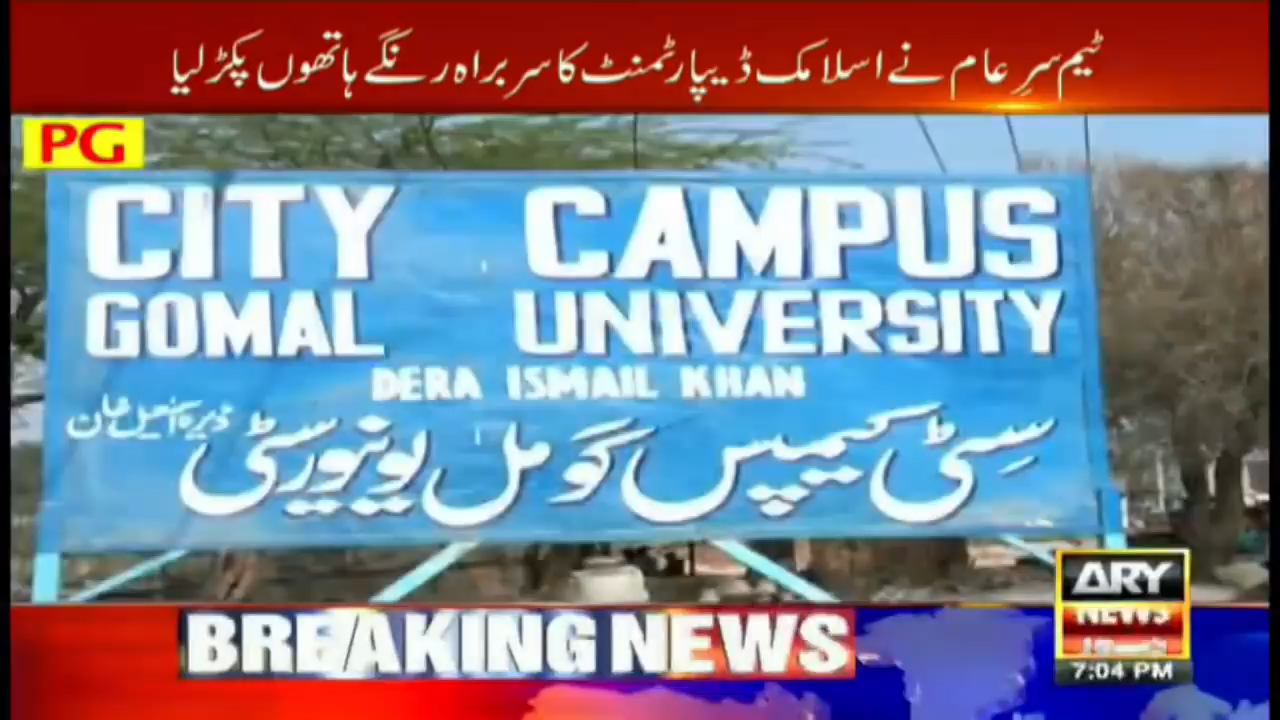 ٹیم سرِعام نے اسلامک ڈیپارٹمنٹ کا سربراہ رنگے ہاتھوں پکڑ لیا
PG
CITY CAMPUS
GOMAL UNIVERSITY
DERA ISMAIL KHAN
سِٹی کیمپس گومل یونیورسٹی
ڈیرہ اسمٰعیل خان
BREAKING NEWS
ARY
NEWS
7:04 PM